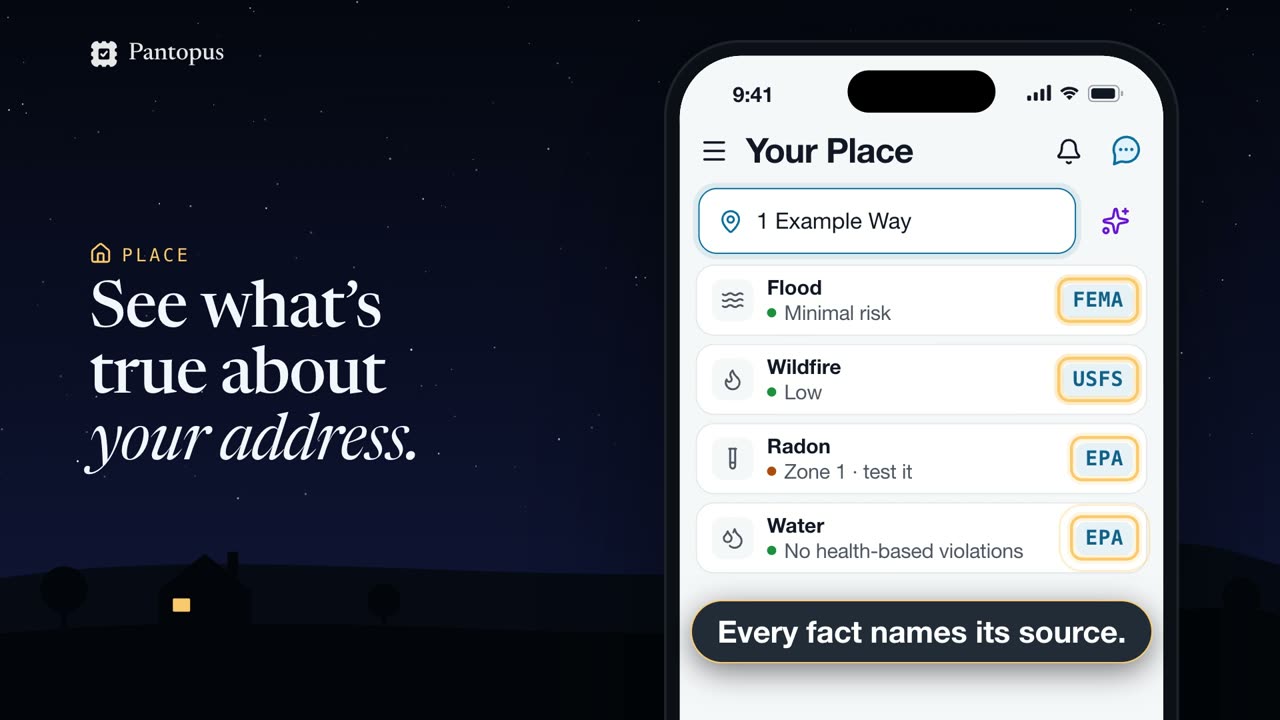 Pantopus
PLACE
See what’s
true about
your address.
9:41
Your Place
1 Example Way
Flood
Minimal risk
FEMA
Wildfire
Low
USFS
Radon
Zone 1 · test it
EPA
Water
No health-based violations
EPA
Every fact names its source.